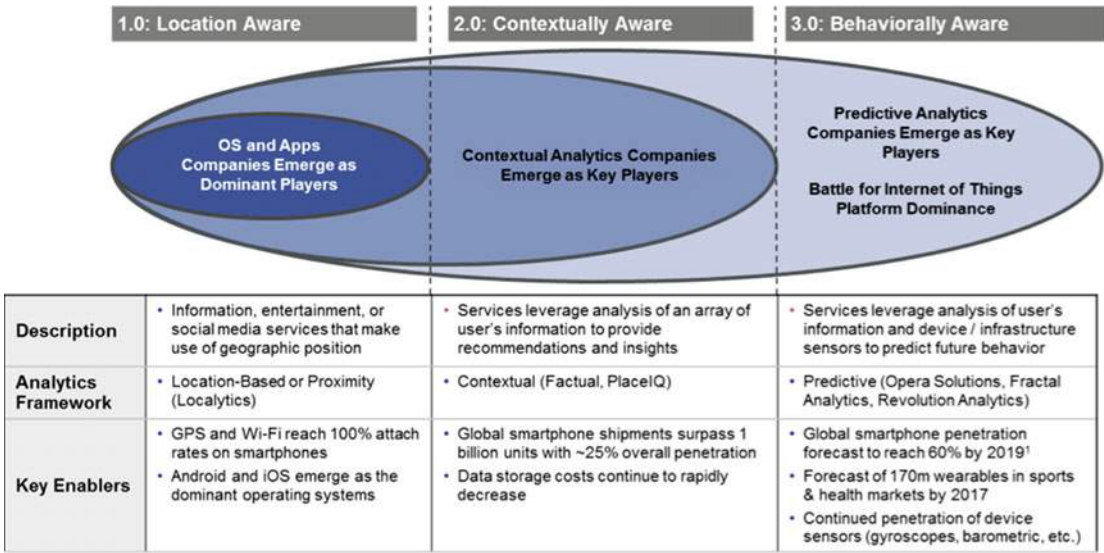 1.0: Location Aware
2.0: Contextually Aware
3.0: Behaviorally Aware
OS and Apps
Companies Emerge as
Dominant Players
Contextual Analytics Companies
Emerge as Key Players
Predictive Analytics
Companies Emerge as Key
Players
Battle for Internet of Things
Platform Dominance
Description
• Information, entertainment, or
social media services that make
use of geographic position
• Services leverage analysis of an array of
user's information to provide
recommendations and insights
• Services leverage analysis of user's
information and device / infrastructure
sensors to predict future behavior
Analytics
Framework
• Location-Based or Proximity
(Localytics)
• Contextual (Factual, PlaceIQ)
• Predictive (Opera Solutions, Fractal
Analytics, Revolution Analytics)
Key Enablers
• GPS and Wi-Fi reach 100% attach
rates on smartphones
• Android and iOS emerge as the
dominant operating systems
• Global smartphone shipments surpass 1
billion units with ~25% overall penetration
• Data storage costs continue to rapidly
decrease
• Global smartphone penetration
forecast to reach 60% by 2019¹
• Forecast of 170m wearables in sports
& health markets by 2017
• Continued penetration of device
sensors (gyroscopes, barometric, etc.)